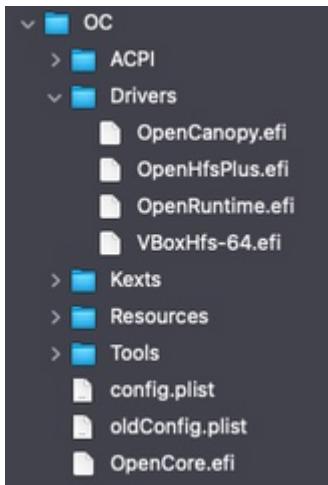 OC
ACPI
Drivers
OpenCanopy.efi
OpenHfsPlus.efi
OpenRuntime.efi
VBoxHfs-64.efi
Kexts
Resources
Tools
config.plist
oldConfig.plist
OpenCore.efi